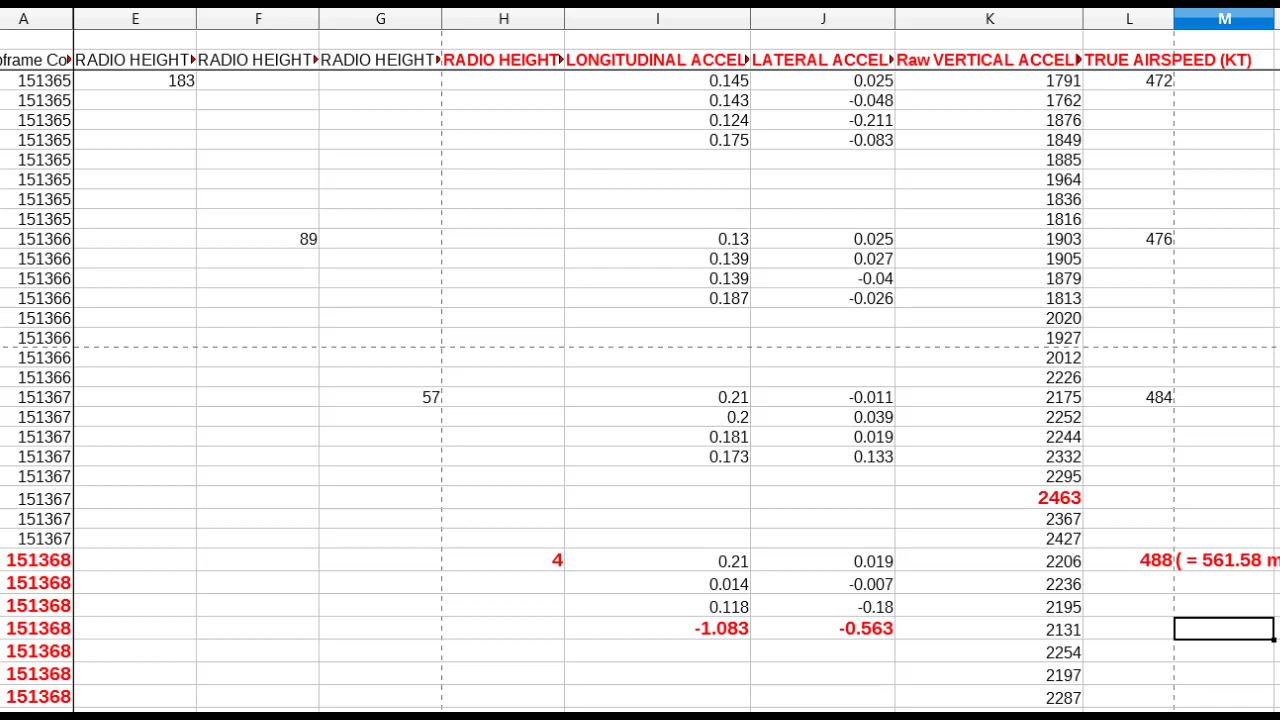 A E F G H I J K L M
oframe Co RADIO HEIGHT RADIO HEIGHT RADIO HEIGHT RADIO HEIGHT LONGITUDINAL ACCEL LATERAL ACCEL Raw VERTICAL ACCEL TRUE AIRSPEED (KT)
151365 183 0.145 0.025 1791 472
151365 0.143 -0.048 1762
151365 0.124 -0.211 1876
151365 0.175 -0.083 1849
151365 1885
151365 1964
151365 1836
151365 1816
151366 89 0.13 0.025 1903 476
151366 0.139 0.027 1905
151366 0.139 -0.04 1879
151366 0.187 -0.026 1813
151366 2020
151366 1927
151366 2012
151366 2226
151367 57 0.21 -0.011 2175 484
151367 0.2 0.039 2252
151367 0.181 0.019 2244
151367 0.173 0.133 2332
151367 2295
151367 2463
151367 2367
151367 2427
151368 4 0.21 0.019 2206 488 ( = 561.58 m
151368 0.014 -0.007 2236
151368 0.118 -0.18 2195
151368 -1.083 -0.563 2131
151368 2254
151368 2197
151368 2287